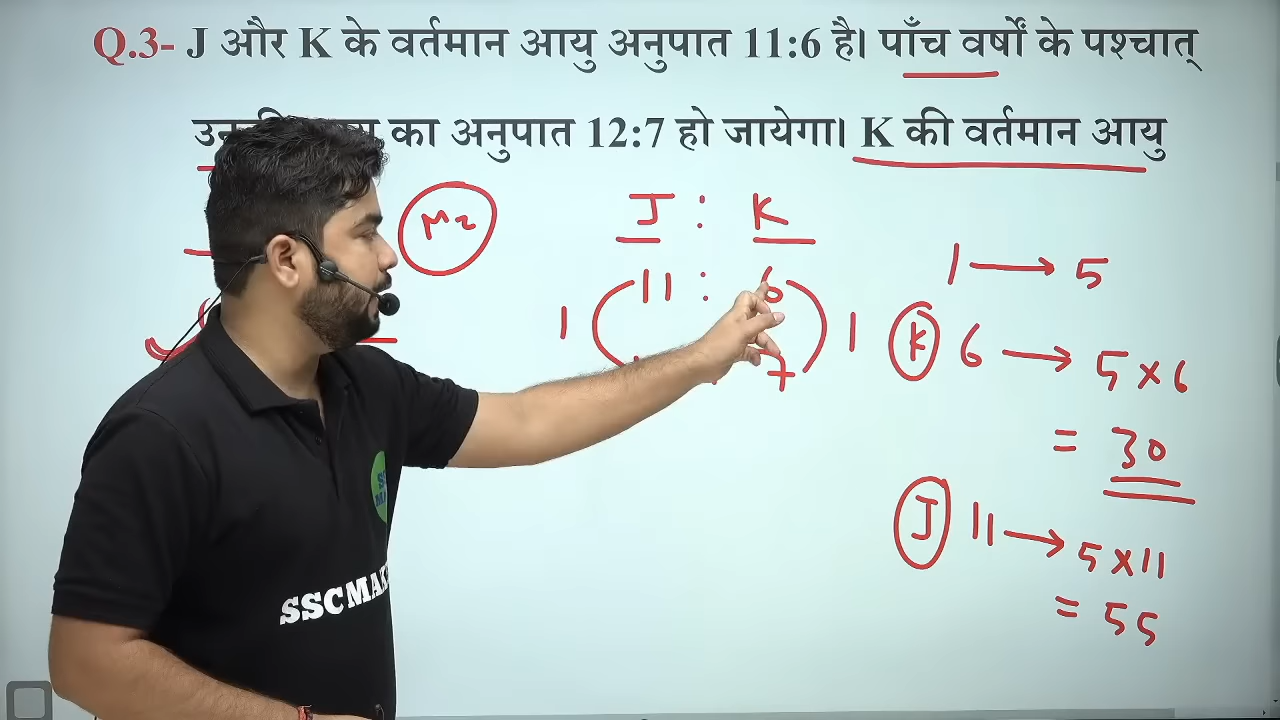 Q.3- J और K के वर्तमान आयु अनुपात 11:6 है। पाँच वर्षों के पश्चात्
का अनुपात 12:7 हो जायेगा। K की वर्तमान आयु
M2
J : K
11 : 6
1 1
7
1 → 5
K 6 → 5×6
= 30
J 11 → 5×11
= 55
SSCMAK